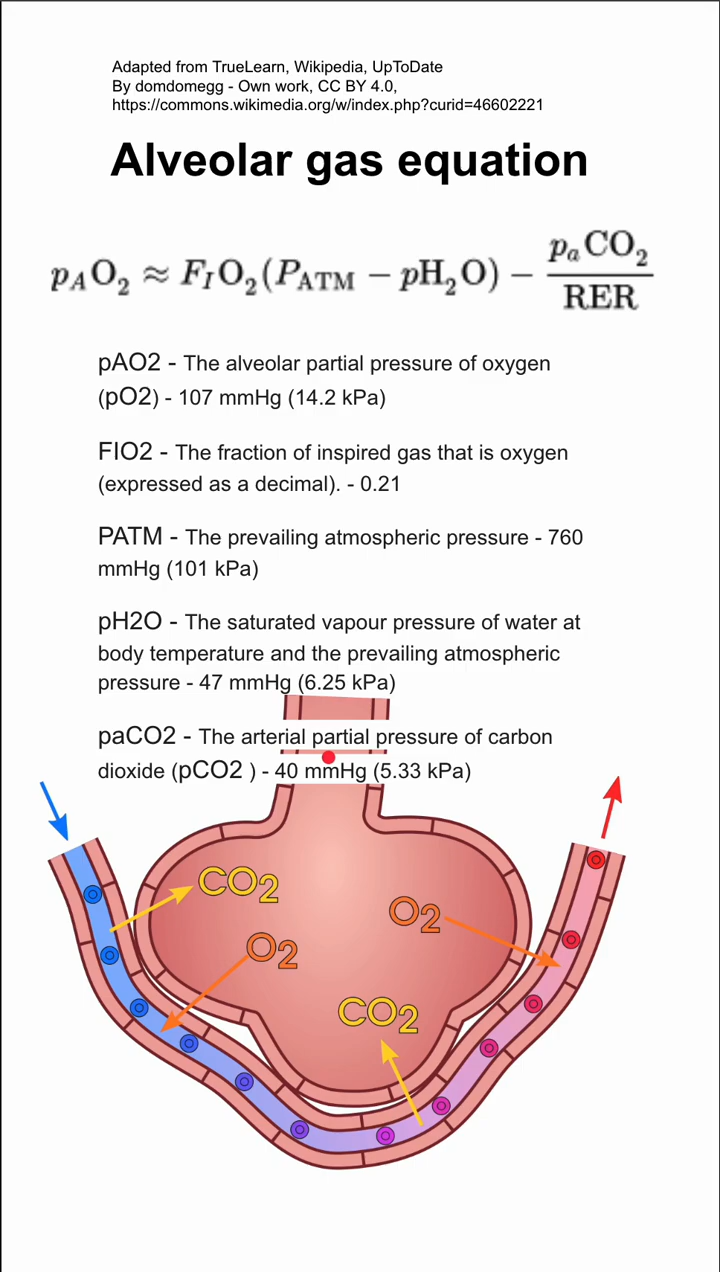 Adapted from TrueLearn, Wikipedia, UpToDate
By domdomegg - Own work, CC BY 4.0,
https://commons.wikimedia.org/w/index.php?curid=46602221
Alveolar gas equation
p_A O₂ ≈ F_I O₂(P_ATM − pH₂O) − p_a CO₂ / RER
pAO2 - The alveolar partial pressure of oxygen
(pO2) - 107 mmHg (14.2 kPa)
FIO2 - The fraction of inspired gas that is oxygen
(expressed as a decimal). - 0.21
PATM - The prevailing atmospheric pressure - 760
mmHg (101 kPa)
pH2O - The saturated vapour pressure of water at
body temperature and the prevailing atmospheric
pressure - 47 mmHg (6.25 kPa)
paCO2 - The arterial partial pressure of carbon
dioxide (pCO2 ) - 40 mmHg (5.33 kPa)
CO2
O2
O2
CO2